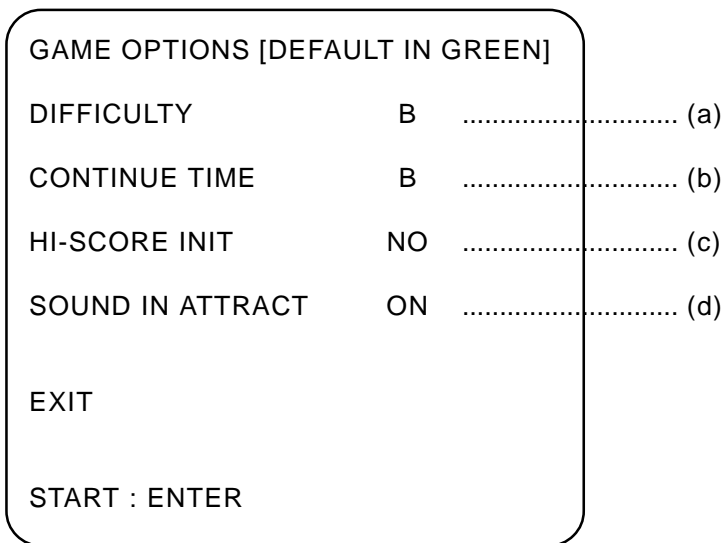 GAME OPTIONS [DEFAULT IN GREEN]
DIFFICULTY B ............................. (a)
CONTINUE TIME B ............................. (b)
HI-SCORE INIT NO ............................. (c)
SOUND IN ATTRACT ON ............................. (d)
EXIT
START : ENTER